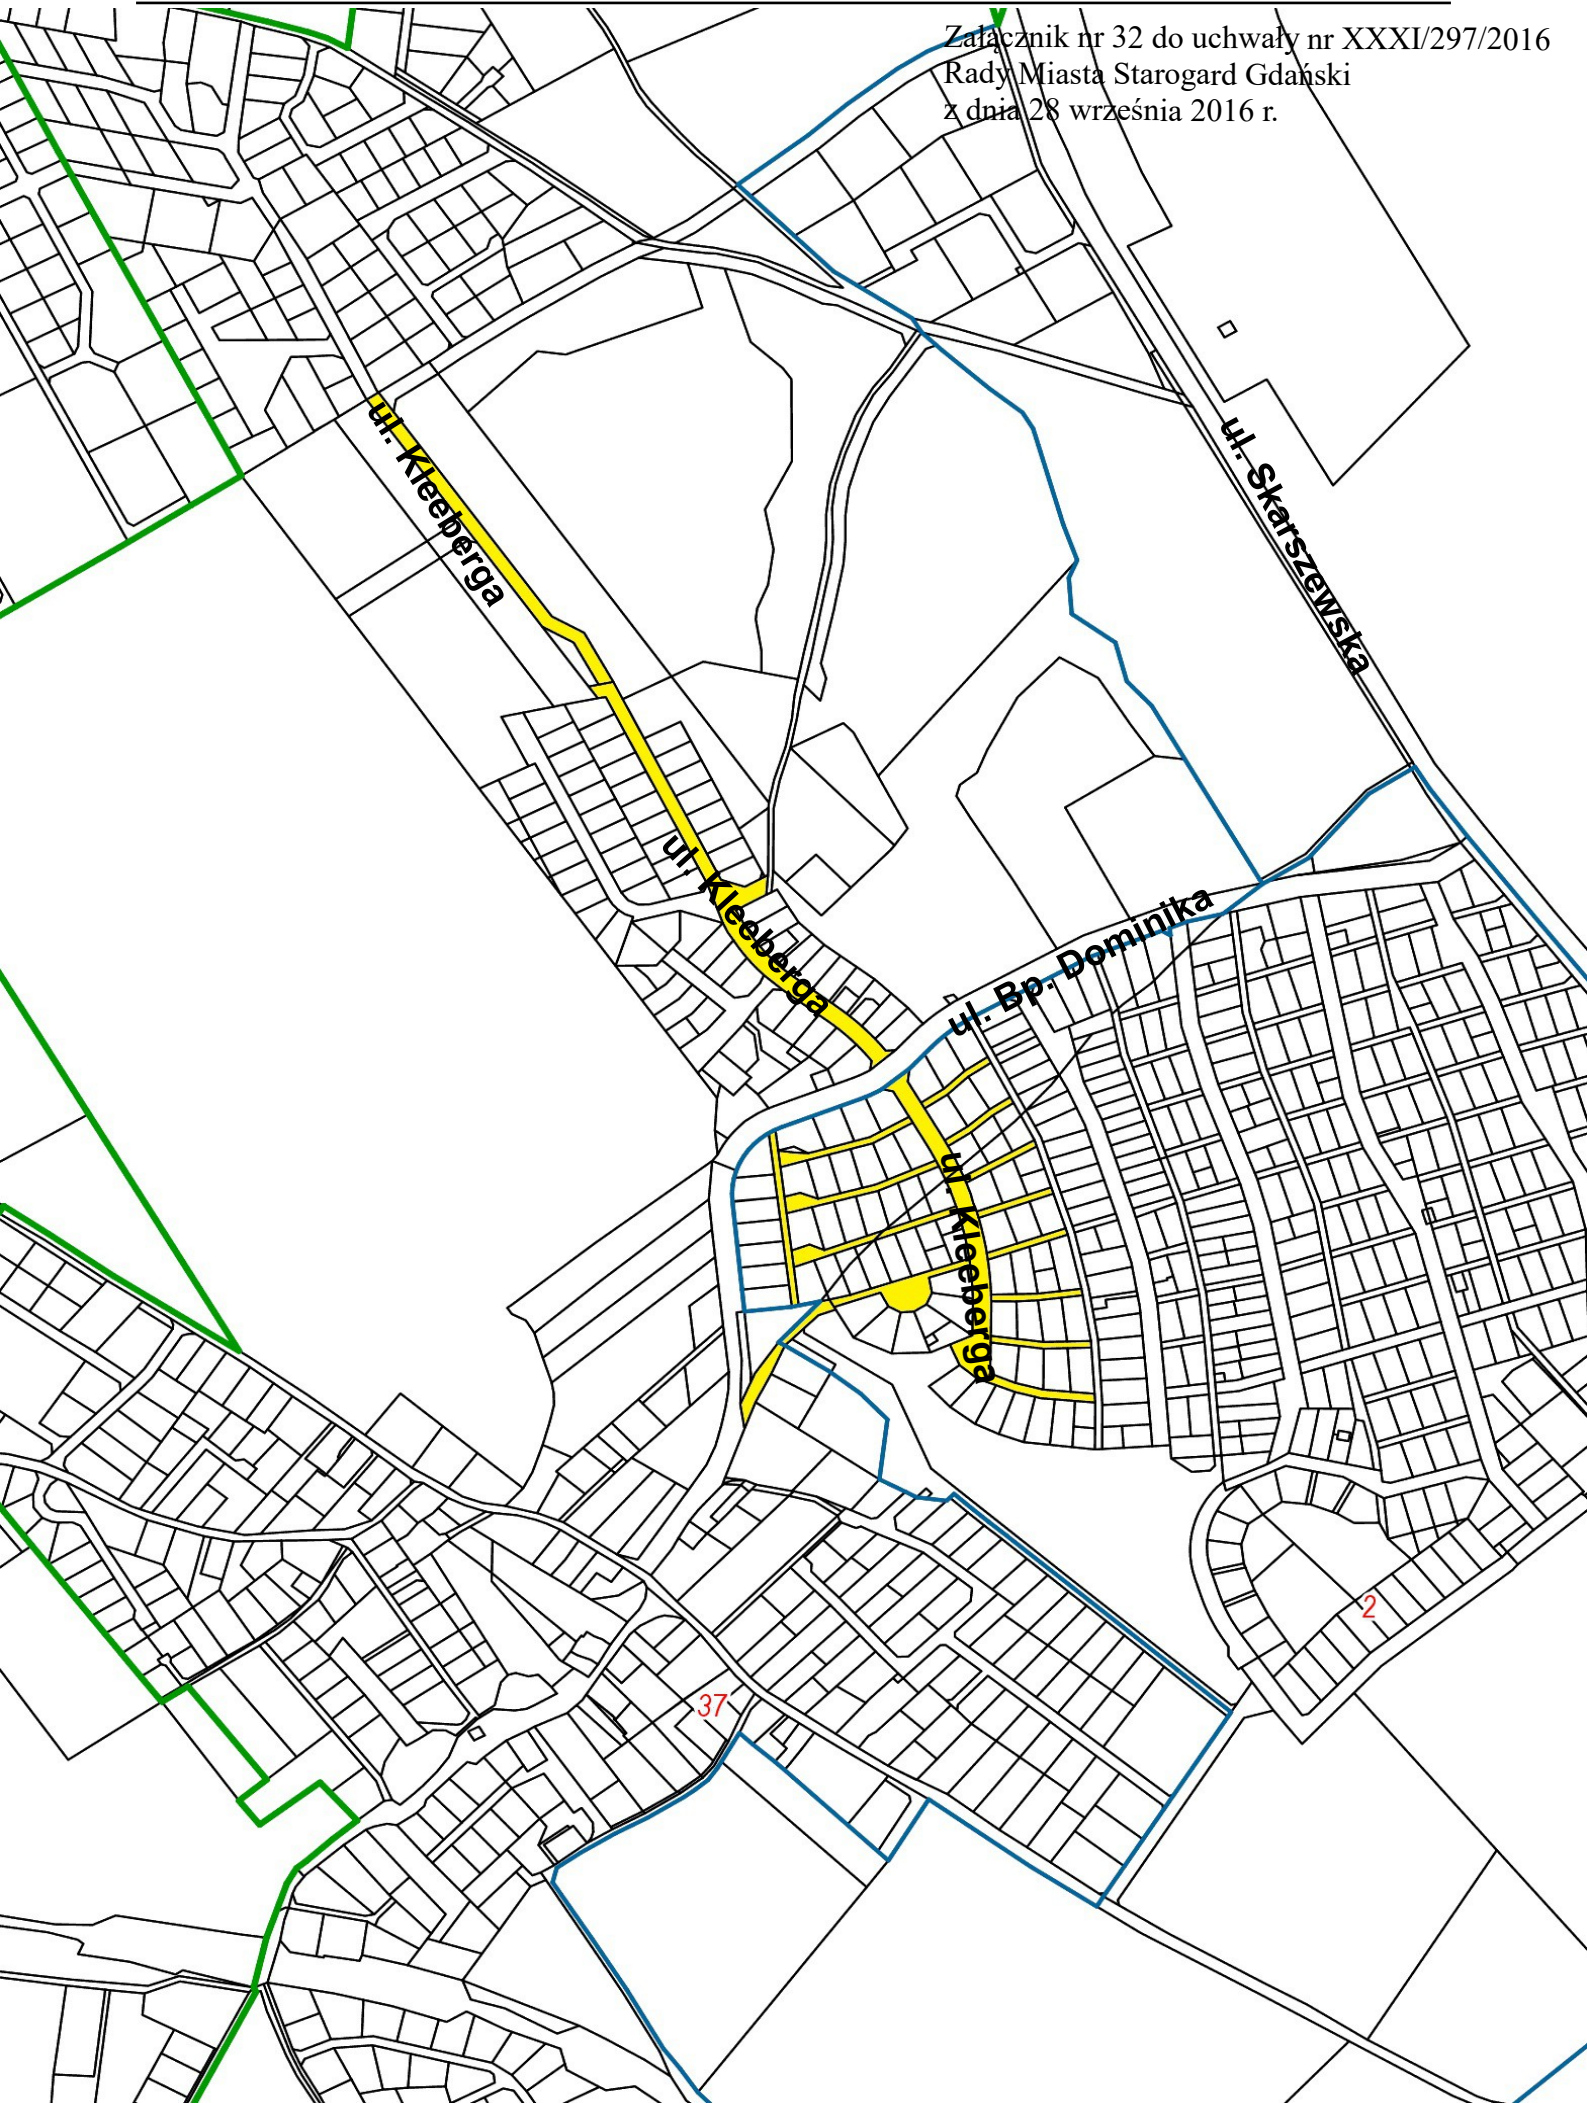 Załącznik nr 32 do uchwały nr XXXI/297/2016
Rady Miasta Starogard Gdański
z dnia 28 września 2016 r.
ul. Kleeberga
ul. Skarszewska
ul. Kleeberga
ul. Bp. Dominika
ul. Kleeberga
2
37